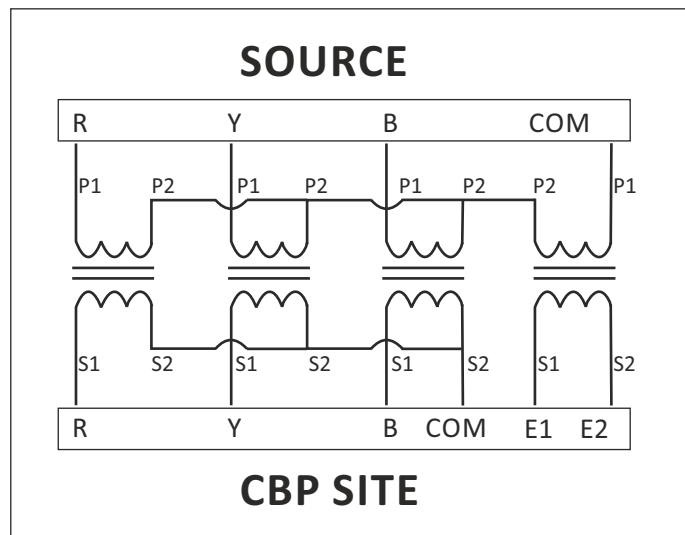 SOURCE
R Y B COM
P1 P2 P1 P2 P1 P2 P2 P1
S1 S2 S1 S2 S1 S2 S1 S2
R Y B COM E1 E2
CBP SITE